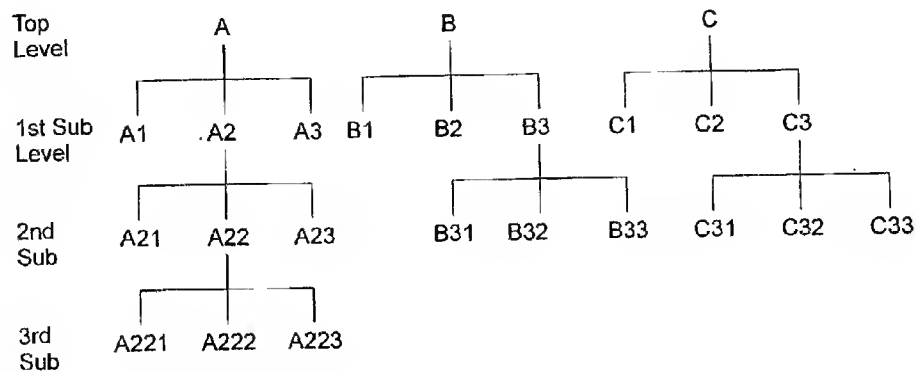 Top Level A B C
1st Sub Level A1 A2 A3 B1 B2 B3 C1 C2 C3
2nd Sub A21 A22 A23 B31 B32 B33 C31 C32 C33
3rd Sub A221 A222 A223